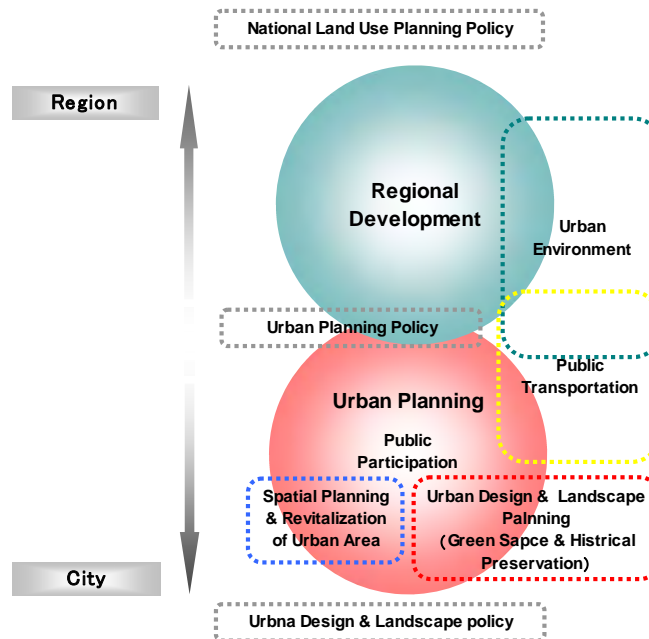 National Land Use Planning Policy
Region
Regional
Development
Urban
Environment
Urban Planning Policy
Public
Transportation
Urban Planning
Public
Participation
Spatial Planning
& Revitalization
of Urban Area
Urban Design & Landscape
Palnning
(Green Sapce & Histrical
Preservation)
City
Urbna Design & Landscape policy